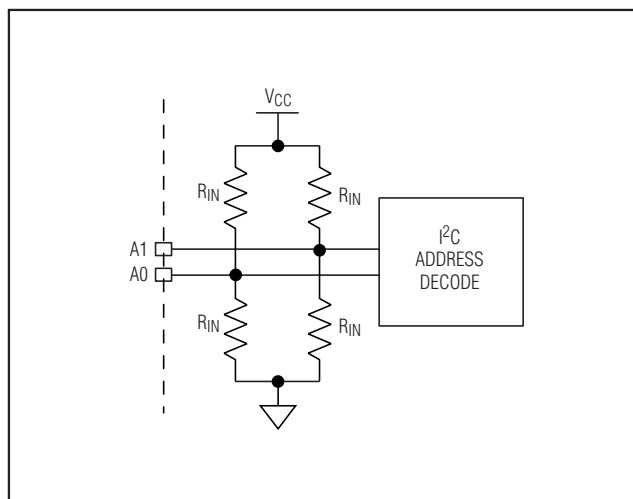 VCC
RIN
RIN
A1
A0
I²C
ADDRESS
DECODE
RIN
RIN